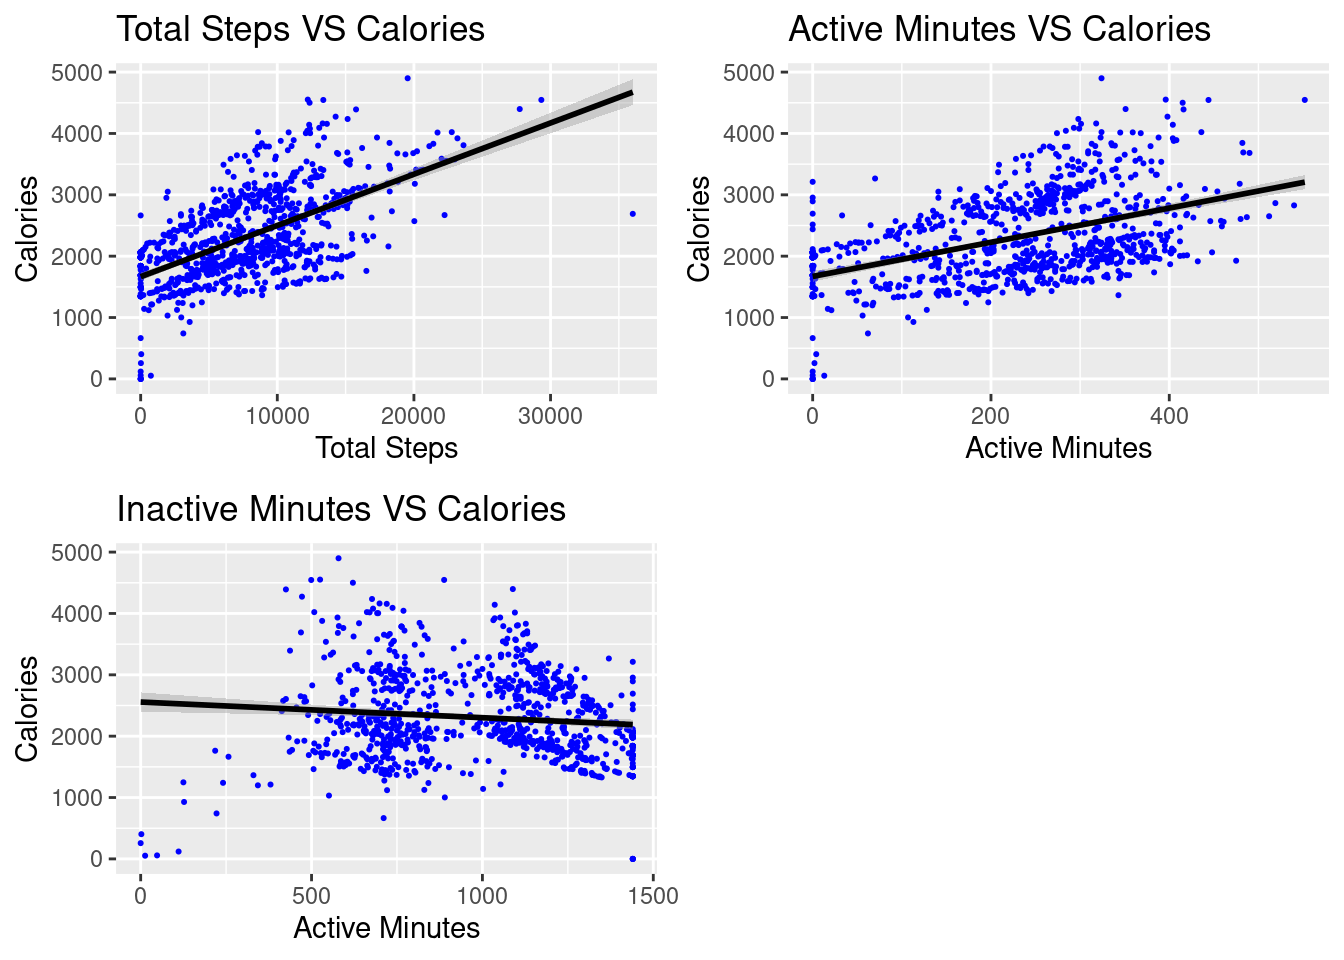 Total Steps VS Calories
5000
4000
3000
2000
1000
0
Calories
0 10000 20000 30000
Total Steps
Active Minutes VS Calories
5000
4000
3000
2000
1000
0
Calories
0 200 400
Active Minutes
Inactive Minutes VS Calories
5000
4000
3000
2000
1000
0
Calories
0 500 1000 1500
Active Minutes